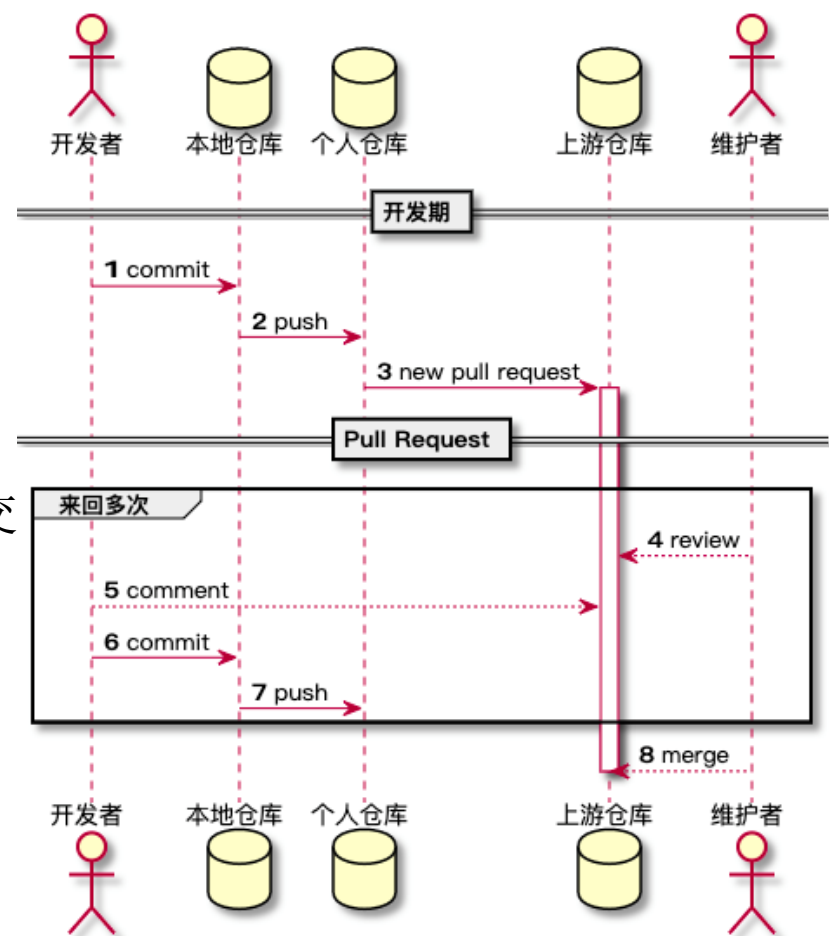 开发者 本地仓库 个人仓库 上游仓库 维护者
开发期
1 commit
2 push
3 new pull request
Pull Request
来回多次
4 review
5 comment
6 commit
7 push
8 merge
开发者 本地仓库 个人仓库 上游仓库 维护者